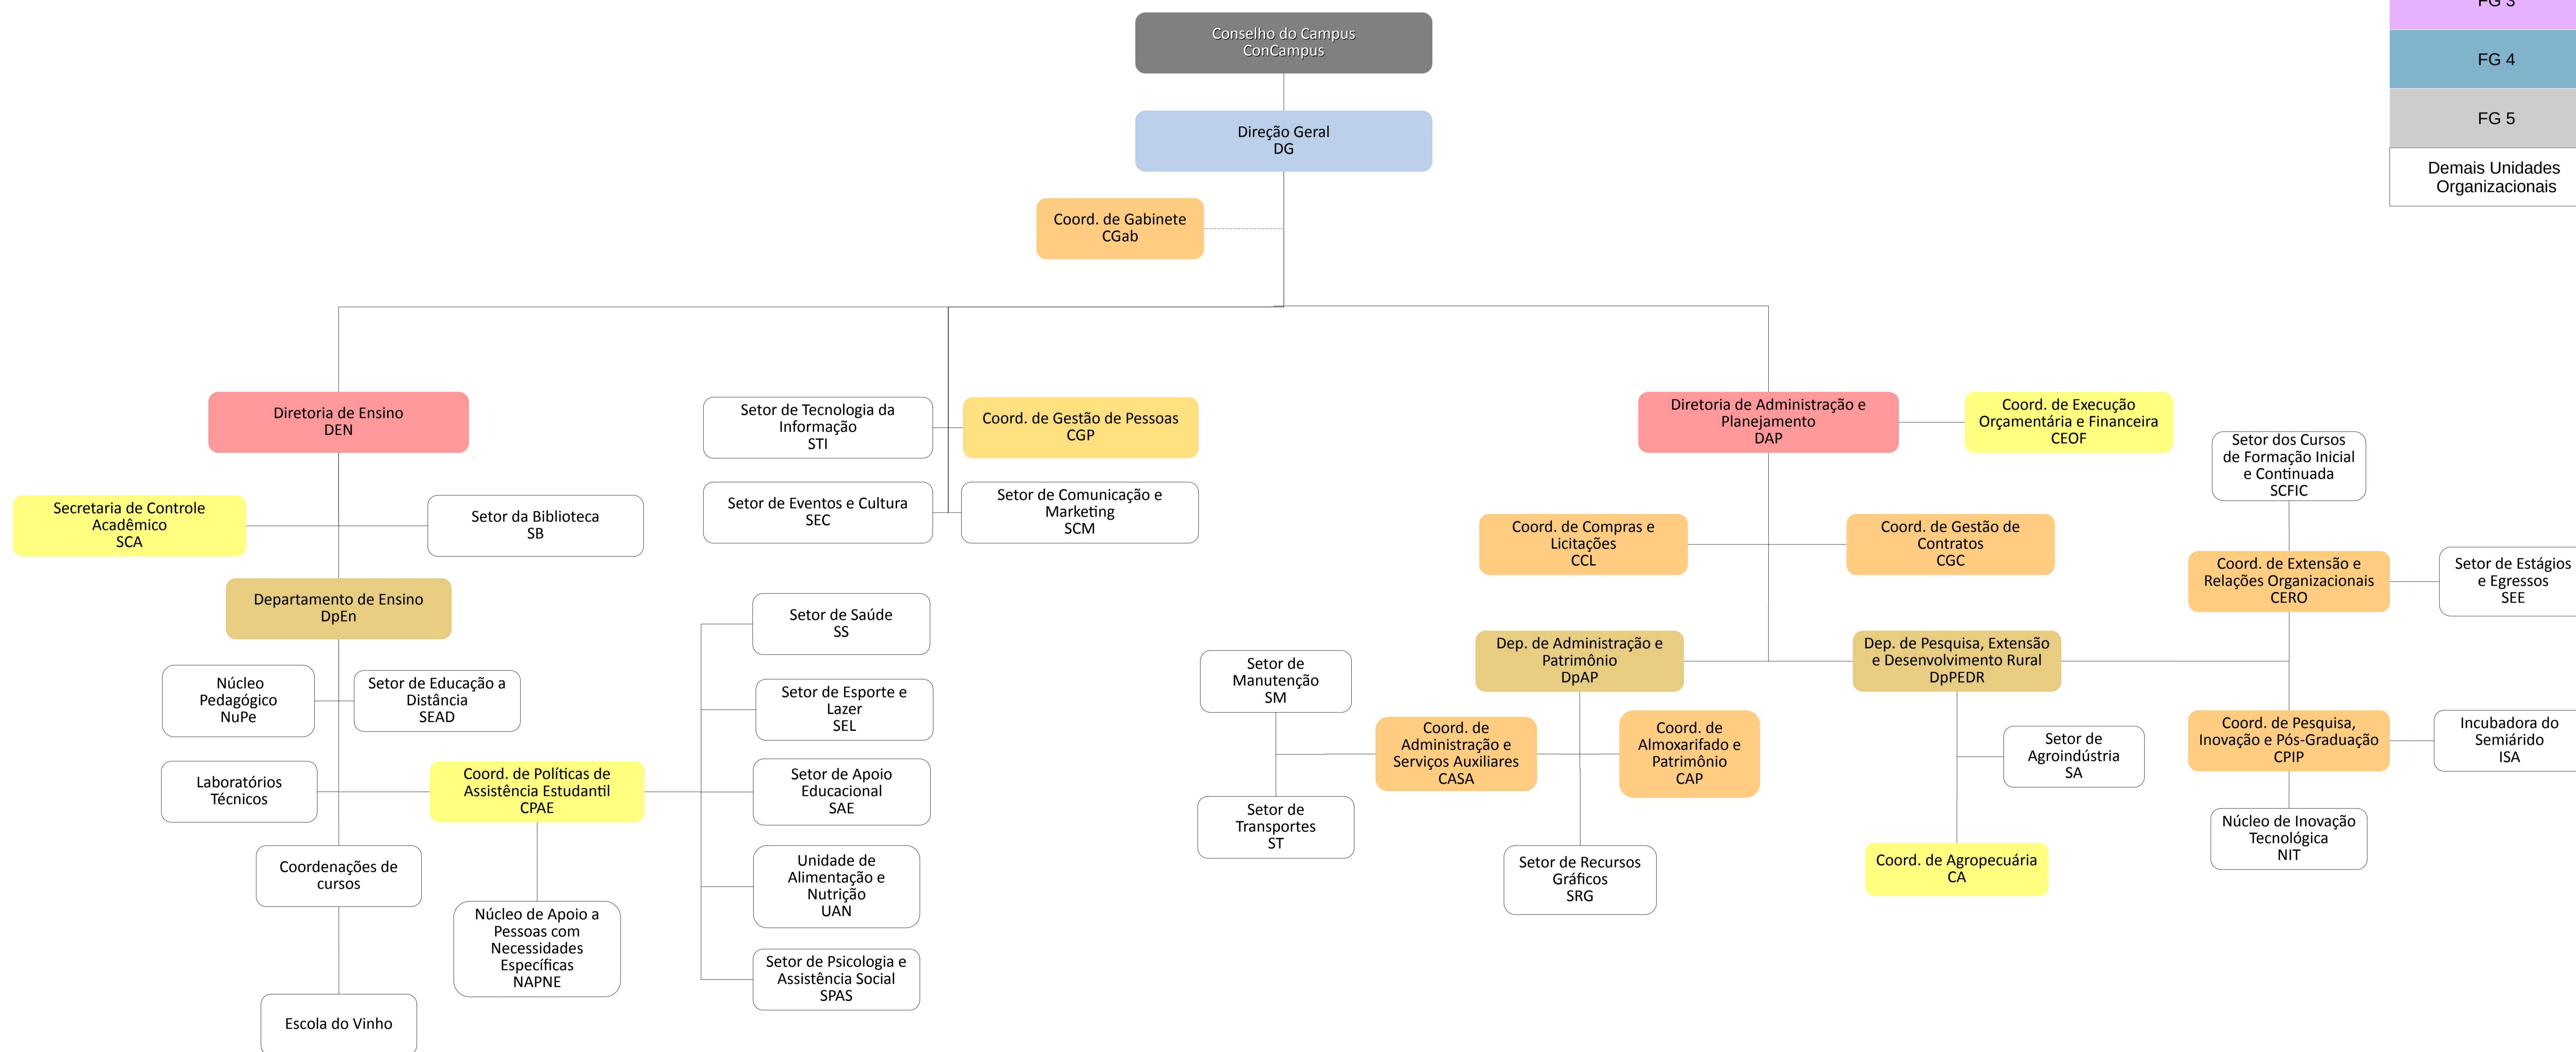 FG 3
Conselho do Campus
ConCampus
FG 4
FG 5
Direção Geral
DG
Demais Unidades
Organizacionais
Coord. de Gabinete
CGab
Diretoria de Ensino
DEN
Setor de Tecnologia da
Informação
STI
Coord. de Gestão de Pessoas
CGP
Diretoria de Administração e
Planejamento
DAP
Coord. de Execução
Orçamentária e Financeira
CEOF
Setor dos Cursos
de Formação Inicial
e Continuada
SCFIC
Secretaria de Controle
Acadêmico
SCA
Setor da Biblioteca
SB
Setor de Eventos e Cultura
SEC
Setor de Comunicação e
Marketing
SCM
Coord. de Compras e
Licitações
CCL
Coord. de Gestão de
Contratos
CGC
Coord. de Extensão e
Relações Organizacionais
CERO
Setor de Estágios
e Egressos
SEE
Departamento de Ensino
DpEn
Setor de Saúde
SS
Setor de
Manutenção
SM
Dep. de Administração e
Patrimônio
DpAP
Dep. de Pesquisa, Extensão
e Desenvolvimento Rural
DpPEDR
Núcleo
Pedagógico
NuPe
Setor de Educação a
Distância
SEAD
Setor de Esporte e
Lazer
SEL
Coord. de
Administração e
Serviços Auxiliares
CASA
Coord. de
Almoxarifado e
Patrimônio
CAP
Setor de
Agroindústria
SA
Coord. de Pesquisa,
Inovação e Pós-Graduação
CPIP
Incubadora do
Semiárido
ISA
Laboratórios
Técnicos
Coord. de Políticas de
Assistência Estudantil
CPAE
Setor de Apoio
Educacional
SAE
Setor de
Transportes
ST
Núcleo de Inovação
Tecnológica
NIT
Coordenações de
cursos
Unidade de
Alimentação e
Nutrição
UAN
Setor de Recursos
Gráficos
SRG
Coord. de Agropecuária
CA
Núcleo de Apoio a
Pessoas com
Necessidades
Específicas
NAPNE
Setor de Psicologia e
Assistência Social
SPAS
Escola do Vinho